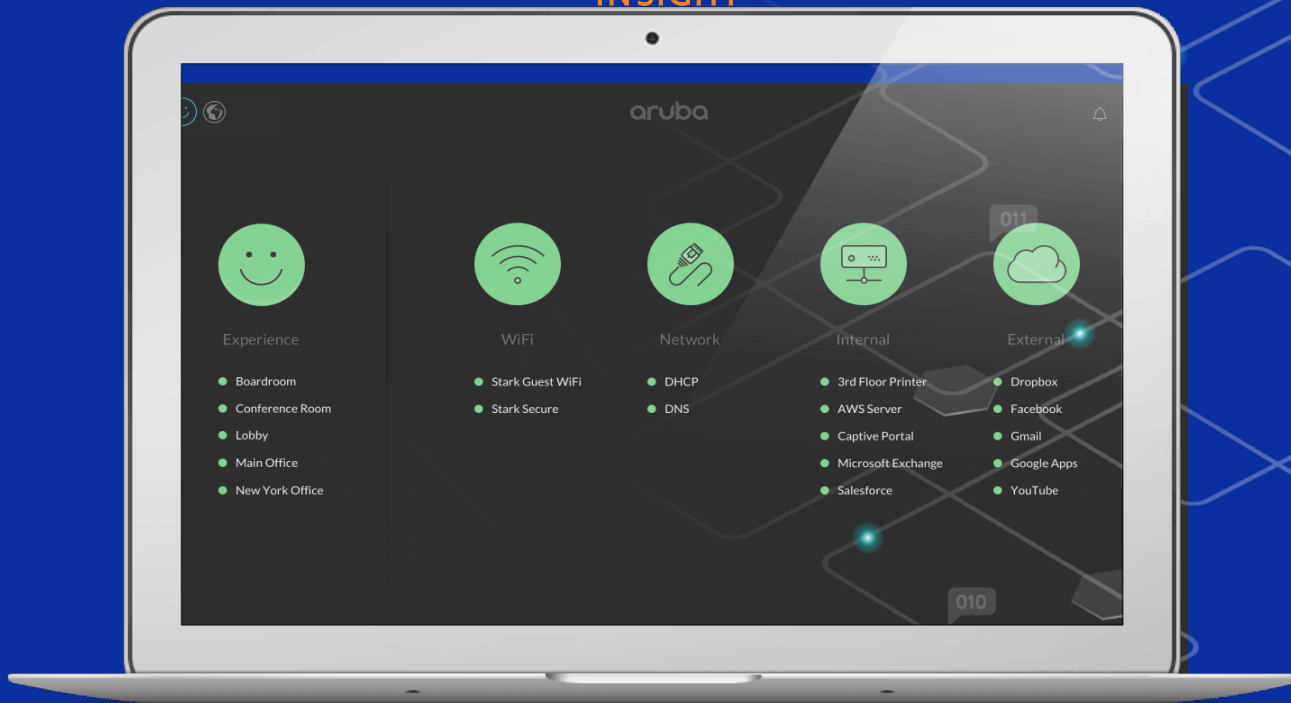 INSIGHT
aruba
011
Experience
WiFi
Network
Internal
External
Boardroom
Conference Room
Lobby
Main Office
New York Office
Stark Guest WiFi
Stark Secure
DHCP
DNS
3rd Floor Printer
AWS Server
Captive Portal
Microsoft Exchange
Salesforce
Dropbox
Facebook
Gmail
Google Apps
YouTube
010